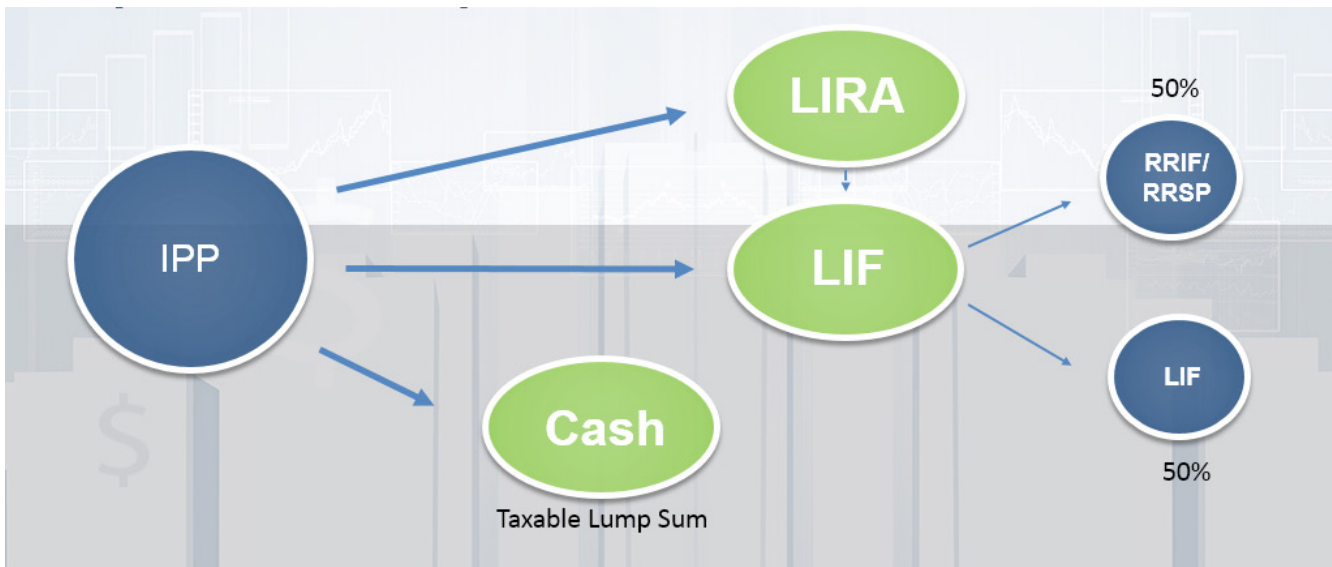 LIRA
50%
RRIF/
RRSP
IPP
LIF
LIF
Cash
50%
Taxable Lump Sum
$